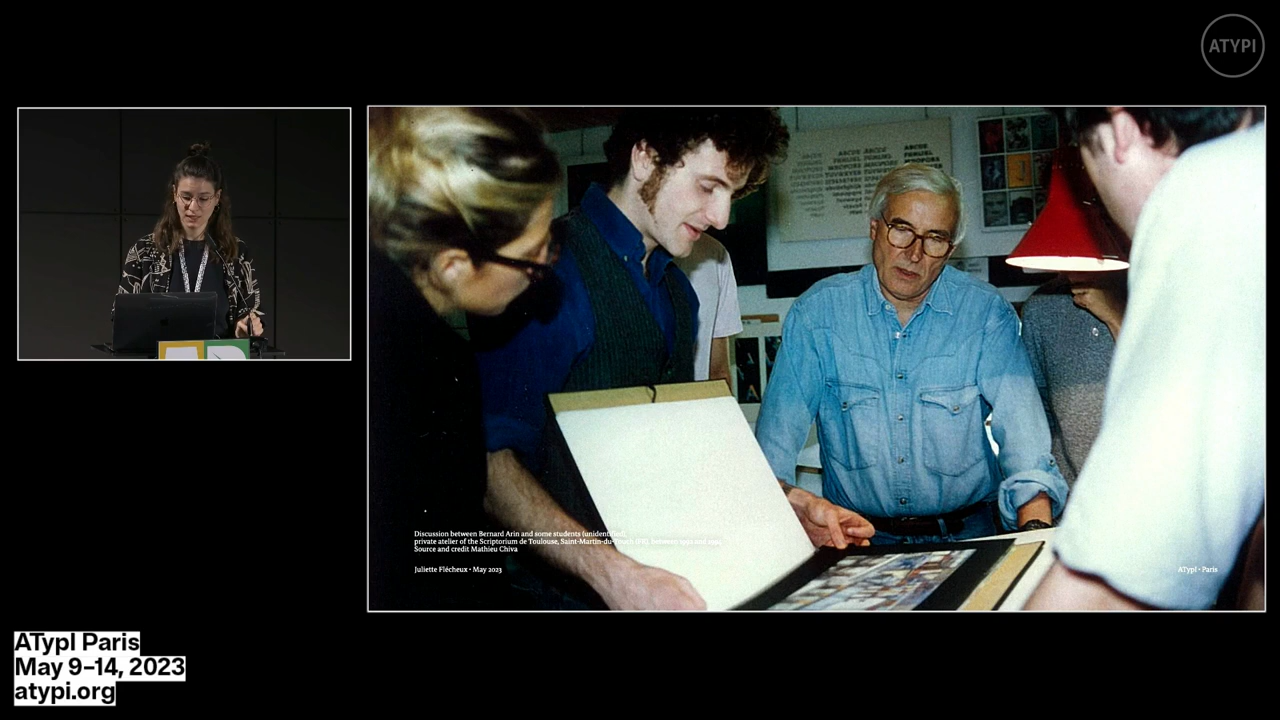 ATYPI
Discussion between Bernard Arin and some students (unidentified),
private atelier of the Scriptorium de Toulouse, Saint-Martin-du-Touch (FR), between 1992 and
Source and credit Mathieu Chiva
Juliette Flécheux • May 2023
ATypI • Paris
ATypI Paris
May 9–14, 2023
atypi.org